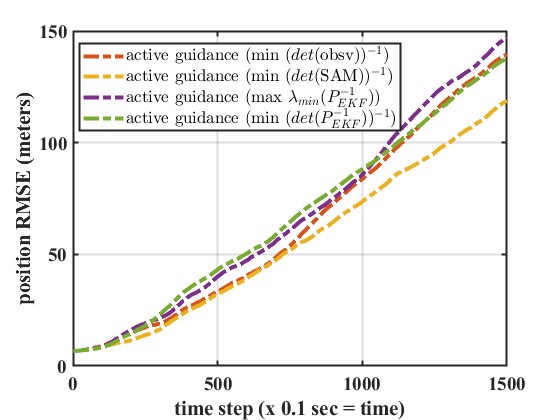 150
active guidance (min (det(obsv))⁻¹)
active guidance (min (det(SAM))⁻¹)
active guidance (max λ_min(P_EKF⁻¹))
active guidance (min (det(P_EKF⁻¹))⁻¹)
100
50
0
position RMSE (meters)
0 500 1000 1500
time step (x 0.1 sec = time)